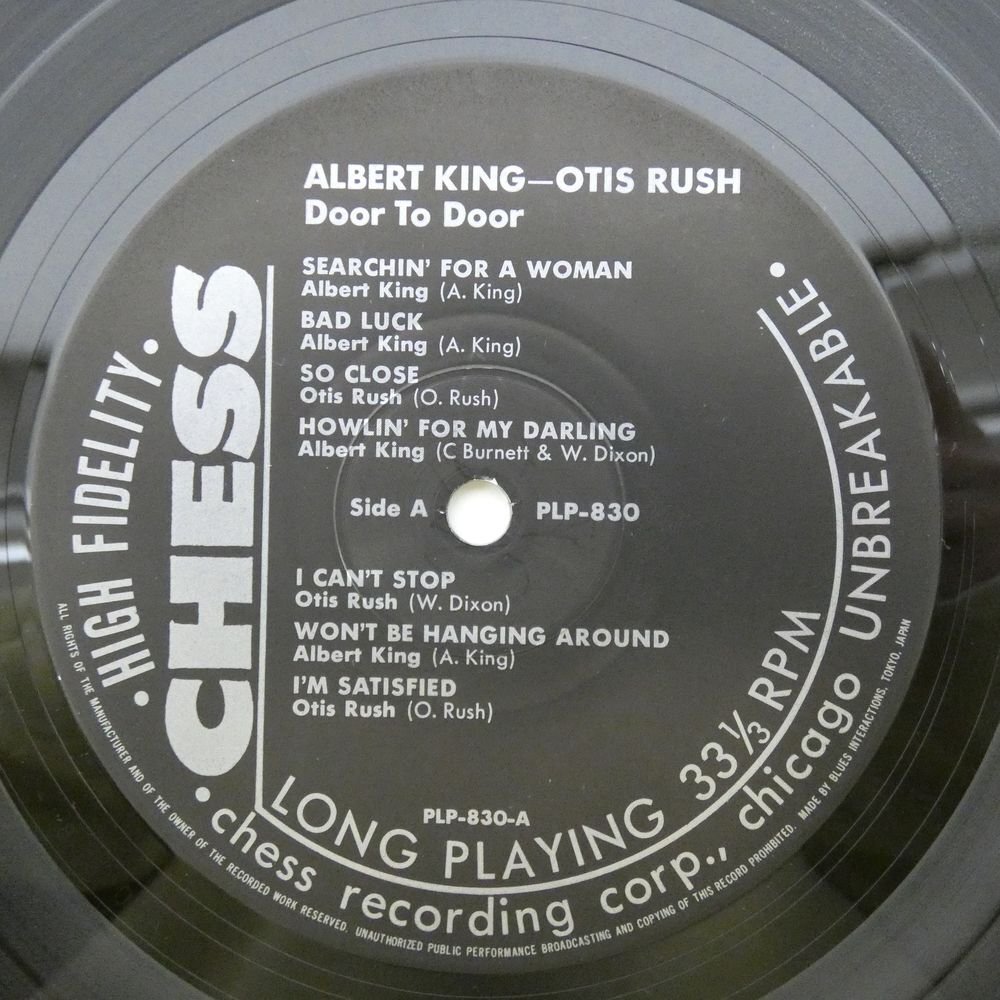 ALBERT KING—OTIS RUSH
Door To Door
SEARCHIN' FOR A WOMAN
Albert King (A. King)
BAD LUCK
Albert King (A. King)
SO CLOSE
Otis Rush (O. Rush)
HOWLIN' FOR MY DARLING
Albert King (C Burnett & W. Dixon)
Side A PLP-830
I CAN'T STOP
Otis Rush (W. Dixon)
WON'T BE HANGING AROUND
Albert King (A. King)
I'M SATISFIED
Otis Rush (O. Rush)
PLP-830-A
CHESS
• HIGH FIDELITY •
LONG PLAYING 33⅓ RPM
• chess recording corp., chicago UNBREAKABLE •
ALL RIGHTS OF THE MANUFACTURER AND OF THE OWNER OF THE RECORDED WORK RESERVED. UNAUTHORIZED PUBLIC PERFORMANCE BROADCASTING AND COPYING OF THIS RECORD PROHIBITED. MADE BY BLUES INTERACTIONS, TOKYO, JAPAN